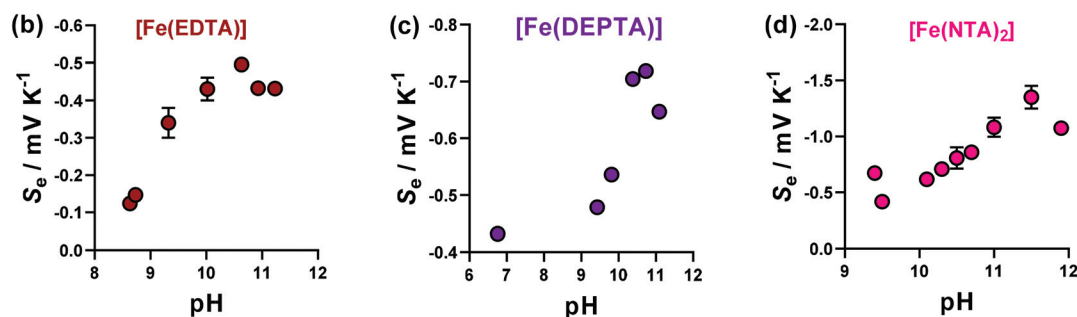 (b) [Fe(EDTA)]
-0.6
-0.5
-0.4
-0.3
-0.2
-0.1
0.0
Se / mV K-1
8 9 10 11 12
pH
(c) [Fe(DEPTA)]
-0.8
-0.7
-0.6
-0.5
-0.4
Se / mV K-1
6 7 8 9 10 11 12
pH
(d) [Fe(NTA)2]
-2.0
-1.5
-1.0
-0.5
-0.0
Se / mV K-1
9 10 11 12
pH